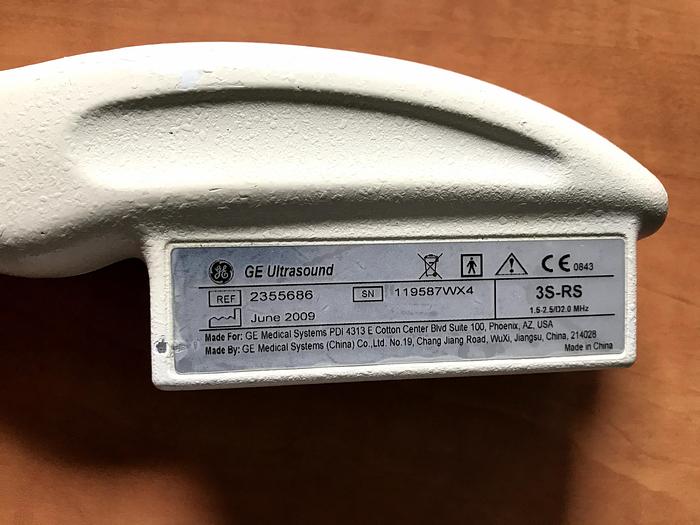 GE GE Ultrasound
CE 0843
REF 2355686 SN 119587WX4
3S-RS
June 2009
1.5-2.5/D2.0 MHz
Made For: GE Medical Systems PDI 4313 E Cotton Center Blvd Suite 100, Phoenix, AZ, USA
Made By: GE Medical Systems (China) Co.,Ltd. No.19, Chang Jiang Road, WuXi, Jiangsu, China, 214028
Made in China